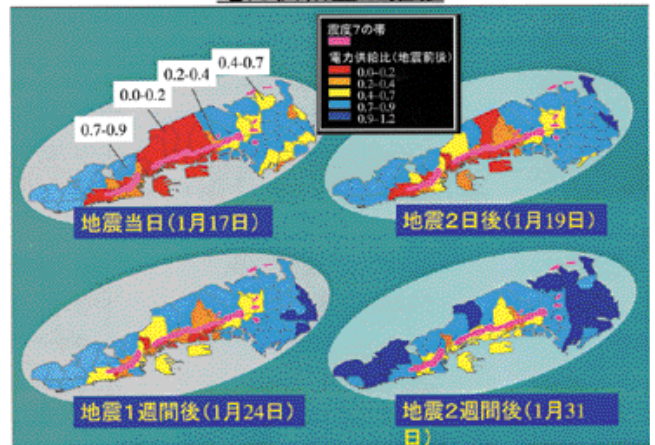 震度7の帯
電力供給比(地震前後)
0.0-0.2
0.2-0.4
0.4-0.7
0.7-0.9
0.9-1.2
0.4-0.7
0.2-0.4
0.0-0.2
0.7-0.9
地震当日(1月17日)
地震2日後(1月19日)
地震1週間後(1月24日)
地震2週間後(1月31
日)